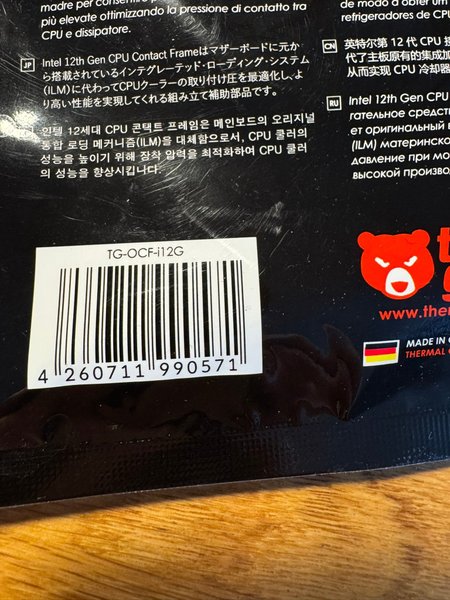 madre per consentire
più elevate ottimizzando la pressione di contatto tra
CPU e dissipatore.
JP Intel 12th Gen CPU Contact Frameはマザーボードに元か
ら搭載されているインテグレーテッド・ローディング・システム
(ILM) に代わってCPUクーラーの取り付け圧を最適化し、よ
り高い性能を実現してくれる組み立て補助部品です。
인텔 12세대 CPU 콘택트 프레임은 메인보드의 오리지널
통합 로딩 메커니즘(ILM)을 대체함으로서, CPU 쿨러의
성능을 높이기 위해 장착 압력을 최적화하여 CPU 쿨러
의 성능을 향상시킵니다.
de modo a obter um
refrigeradores de CPU
CN 英特尔第 12 代 CPU
代了主板原有的集成加
从而实现 CPU 冷却器
RU Intel 12th Gen CPU
гательное средств
ет оригинальный
(ILM) материнско
давление при мо
высокой произво
TG-OCF-i12G
4 260711 990571
www.ther
MADE IN
THERMAL